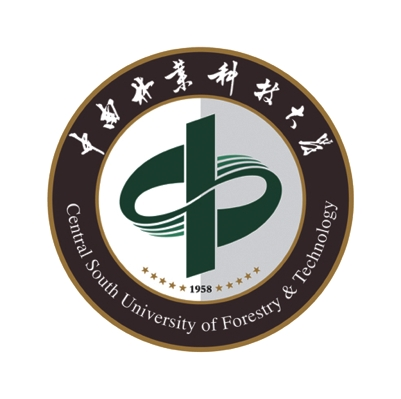 中南林业科技大学
1958
Central South University of Forestry & Technology